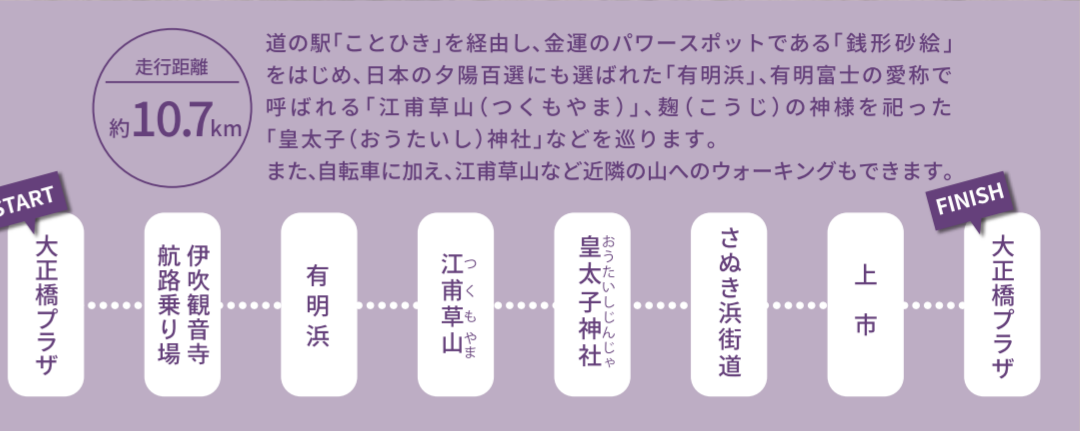 走行距離
約10.7km
道の駅「ことひき」を経由し、金運のパワースポットである「銭形砂絵」
をはじめ、日本の夕陽百選にも選ばれた「有明浜」、有明富士の愛称で
呼ばれる「江甫草山（つくもやま）」、麹（こうじ）の神様を祀った
「皇太子（おうたいし）神社」などを巡ります。
また、自転車に加え、江甫草山など近隣の山へのウォーキングもできます。
START
大正橋プラザ
伊吹観音寺
航路乗り場
有明浜
江甫草山
つくもやま
皇太子神社
おうたいしじんじゃ
さぬき浜街道
上市
FINISH
大正橋プラザ